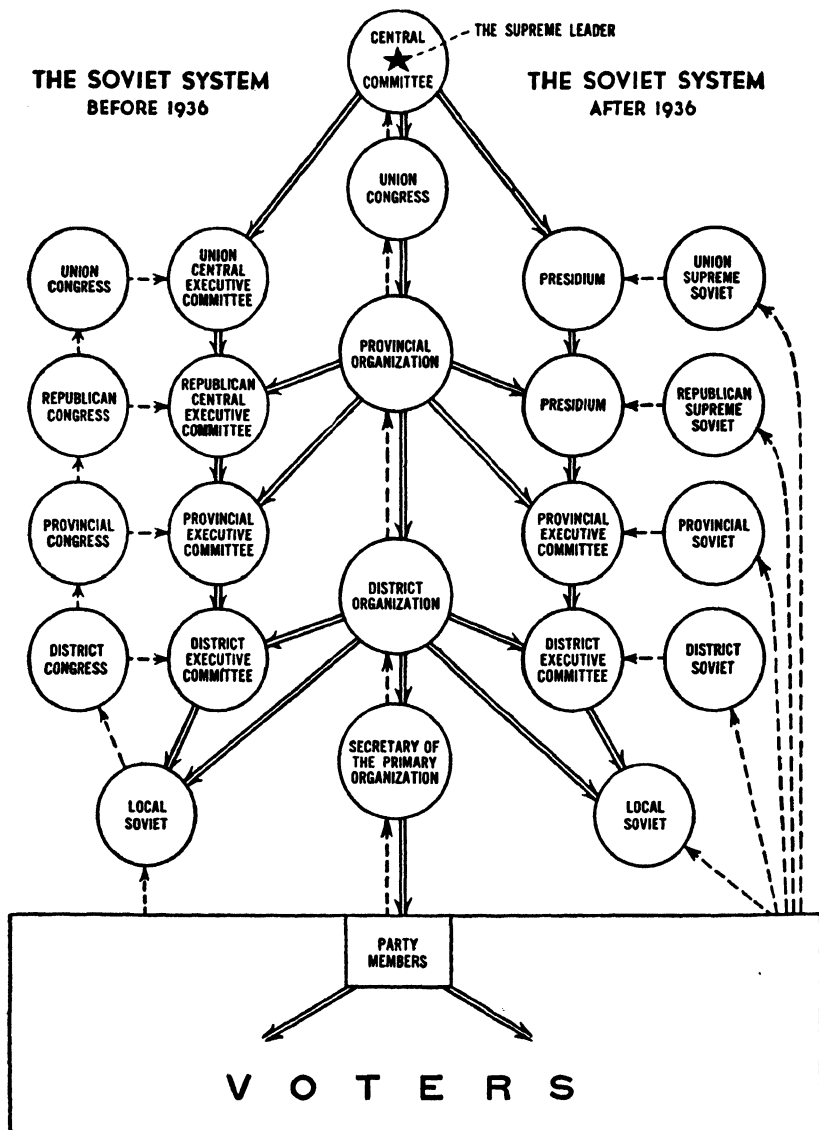 CENTRAL
COMMITTEE
THE SUPREME LEADER
THE SOVIET SYSTEM
BEFORE 1936
THE SOVIET SYSTEM
AFTER 1936
UNION
CONGRESS
UNION
CONGRESS
UNION
CENTRAL
EXECUTIVE
COMMITTEE
PRESIDIUM
UNION
SUPREME
SOVIET
PROVINCIAL
ORGANIZATION
REPUBLICAN
CONGRESS
REPUBLICAN
CENTRAL
EXECUTIVE
COMMITTEE
PRESIDIUM
REPUBLICAN
SUPREME
SOVIET
PROVINCIAL
CONGRESS
PROVINCIAL
EXECUTIVE
COMMITTEE
PROVINCIAL
EXECUTIVE
COMMITTEE
PROVINCIAL
SOVIET
DISTRICT
ORGANIZATION
DISTRICT
CONGRESS
DISTRICT
EXECUTIVE
COMMITTEE
DISTRICT
EXECUTIVE
COMMITTEE
DISTRICT
SOVIET
SECRETARY OF
THE PRIMARY
ORGANIZATION
LOCAL
SOVIET
LOCAL
SOVIET
PARTY
MEMBERS
VOTERS